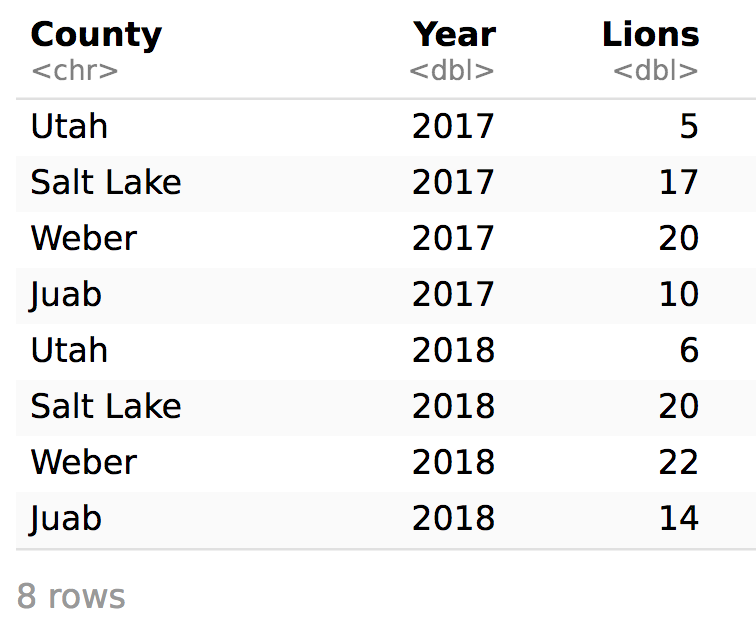 County Year Lions
<chr> <dbl> <dbl>
Utah 2017 5
Salt Lake 2017 17
Weber 2017 20
Juab 2017 10
Utah 2018 6
Salt Lake 2018 20
Weber 2018 22
Juab 2018 14
8 rows